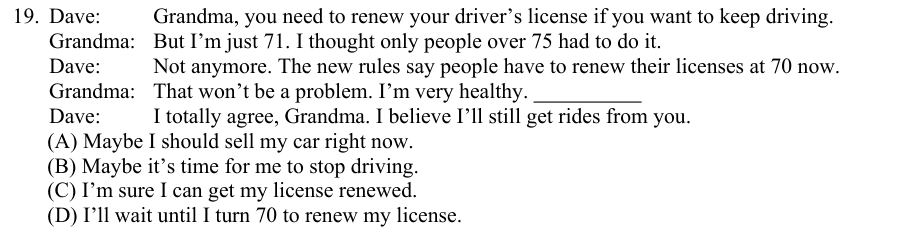 19. Dave: Grandma, you need to renew your driver’s license if you want to keep driving.
Grandma: But I’m just 71. I thought only people over 75 had to do it.
Dave: Not anymore. The new rules say people have to renew their licenses at 70 now.
Grandma: That won’t be a problem. I’m very healthy. __________
Dave: I totally agree, Grandma. I believe I’ll still get rides from you.
(A) Maybe I should sell my car right now.
(B) Maybe it’s time for me to stop driving.
(C) I’m sure I can get my license renewed.
(D) I’ll wait until I turn 70 to renew my license.